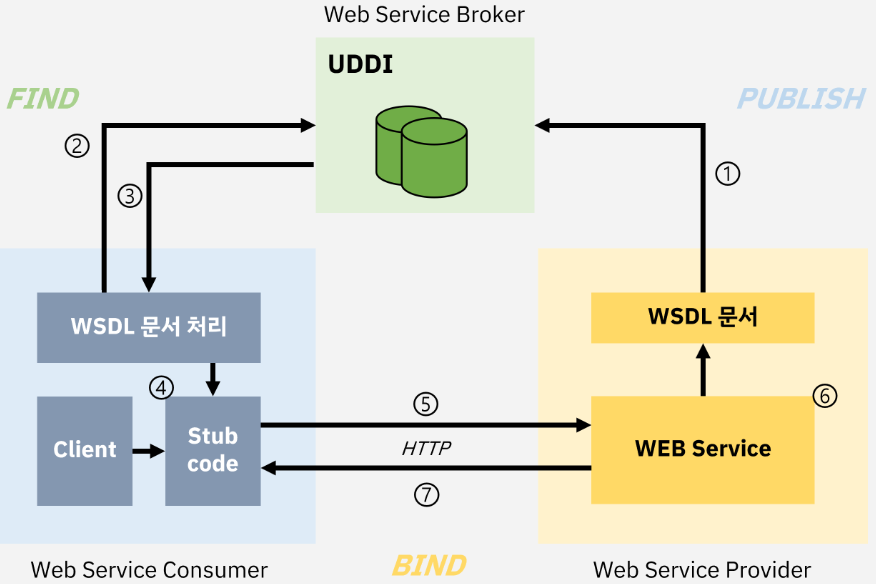 Web Service Broker
UDDI
FIND
PUBLISH
②
①
③
WSDL 문서 처리
WSDL 문서
④
⑤
⑥
Client
Stub
code
HTTP
WEB Service
⑦
Web Service Consumer
BIND
Web Service Provider